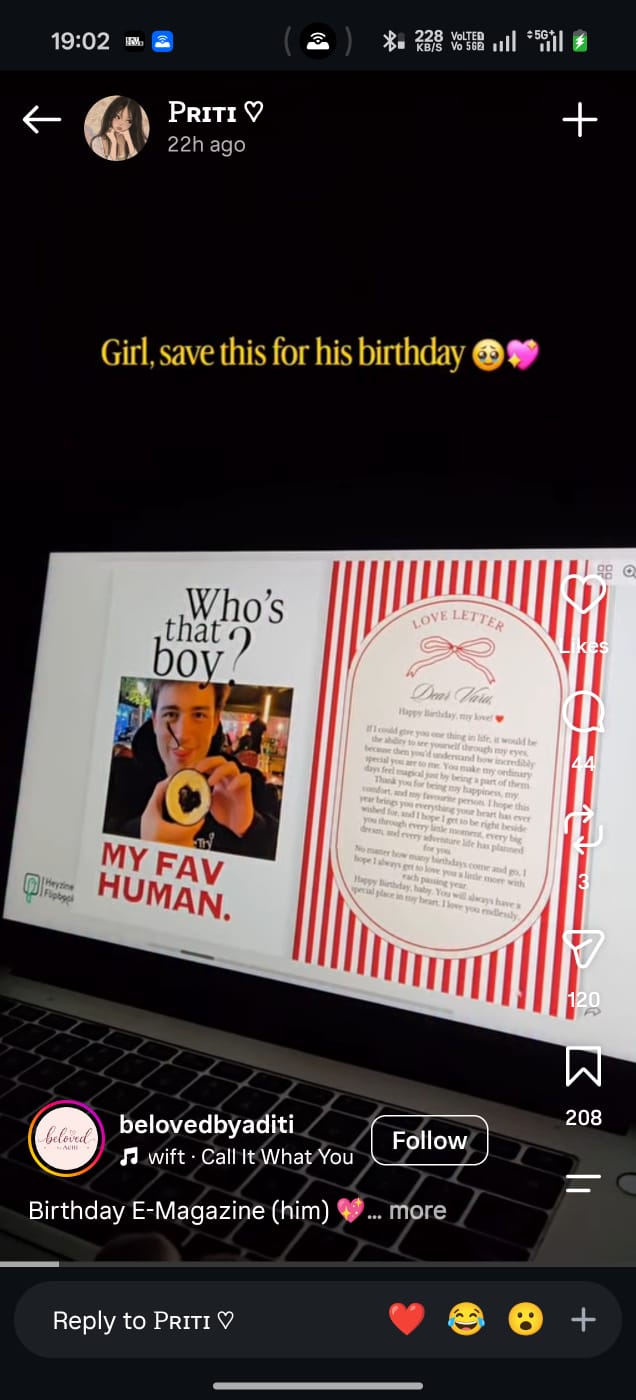 19:02
228
KB/S
VoLTED
Vo 5G2
5G+
PRITI ♡
22h ago
Girl, save this for his birthday 🥹💖
Who's
that
boy?
MY FAV
HUMAN.
Heyzine
Flipbook
LOVE LETTER
Dear Vara,
Happy Birthday, my love! ❤️
If I could give you one thing in life, it would be
the ability to see yourself through my eyes,
because then you'd understand how incredibly
special you are to me. You make my ordinary
days feel magical just by being a part of them.
Thank you for being my happiness, my
comfort, and my favourite person. I hope this
year brings you everything your heart has ever
wished for, and I hope I get to be right beside
you through every little moment, every big
dream, and every adventure life has planned
for you.
No matter how many birthdays come and go, I
hope I always get to love you a little more with
each passing year.
Happy Birthday, baby. You will always have a
special place in my heart. I love you endlessly.
Likes
44
3
120
208
beloved
belovedbyaditi
wift · Call It What You
Follow
Birthday E-Magazine (him) 💖... more
Reply to PRITI ♡
❤️ 😂 😮 +